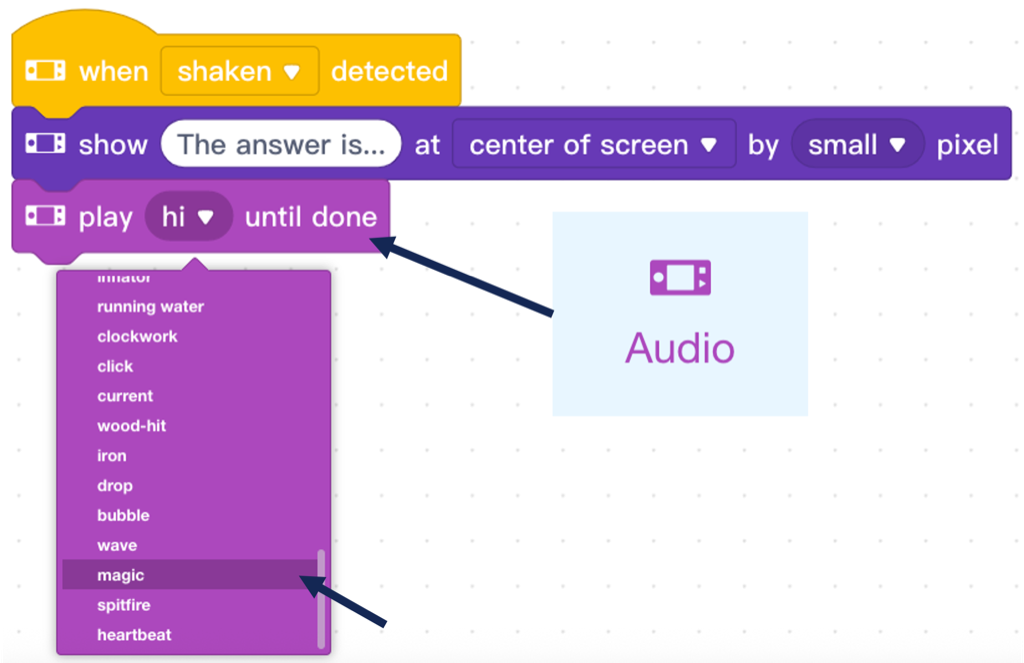 when shaken detected
show The answer is... at center of screen by small pixel
play hi until done
running water
clockwork
click
current
wood-hit
iron
drop
bubble
wave
magic
spitfire
heartbeat
Audio